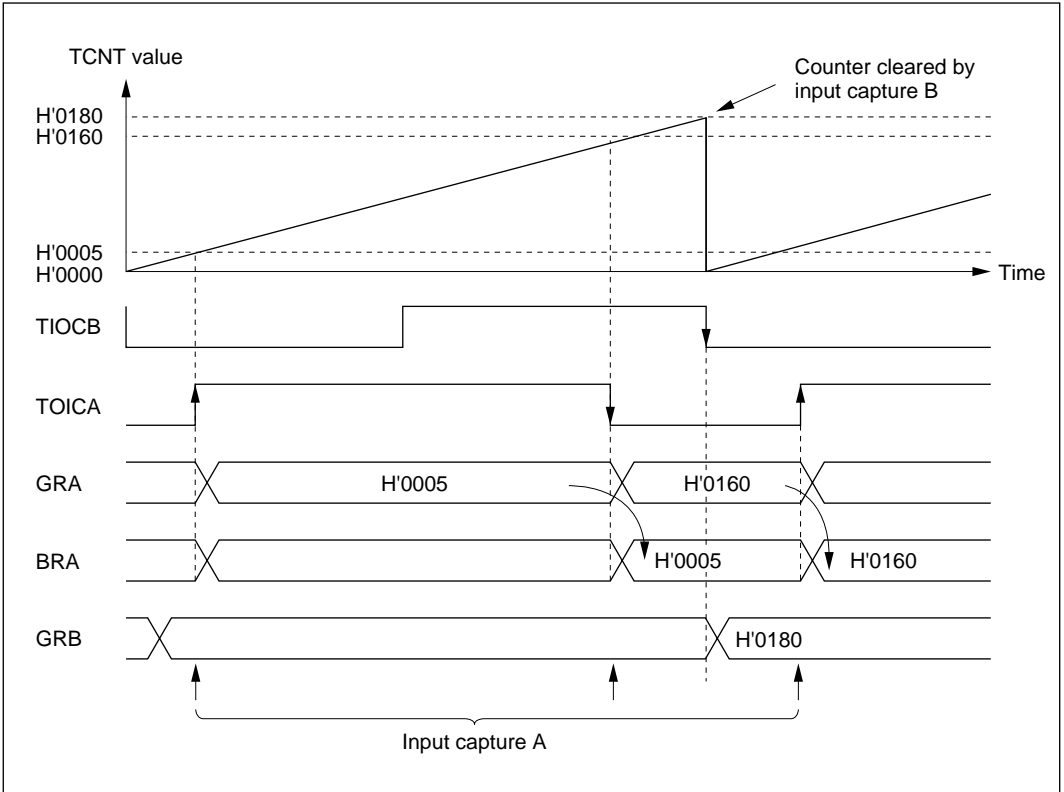 TCNT value
Counter cleared by
input capture B
H'0180
H'0160
H'0005
H'0000
Time
TIOCB
TOICA
GRA
H'0005
H'0160
BRA
H'0005
H'0160
GRB
H'0180
Input capture A